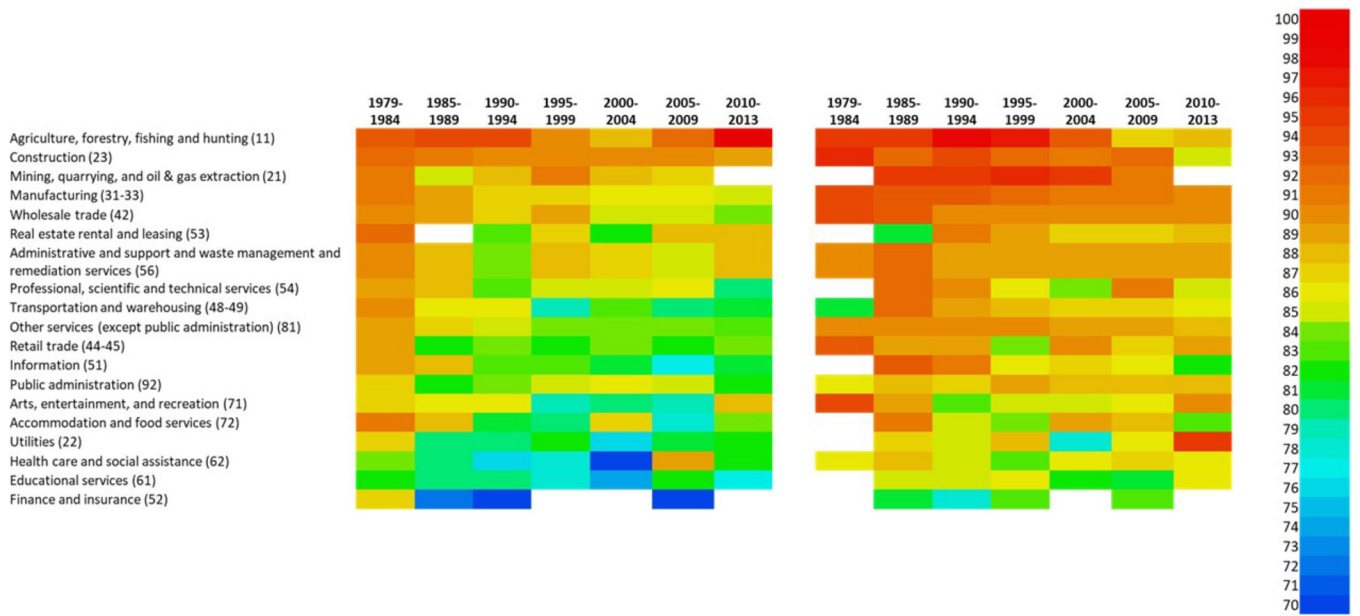 1979- 1985- 1990- 1995- 2000- 2005- 2010-
1984 1989 1994 1999 2004 2009 2013
1979- 1985- 1990- 1995- 2000- 2005- 2010-
1984 1989 1994 1999 2004 2009 2013
Agriculture, forestry, fishing and hunting (11)
Construction (23)
Mining, quarrying, and oil & gas extraction (21)
Manufacturing (31-33)
Wholesale trade (42)
Real estate rental and leasing (53)
Administrative and support and waste management and
remediation services (56)
Professional, scientific and technical services (54)
Transportation and warehousing (48-49)
Other services (except public administration) (81)
Retail trade (44-45)
Information (51)
Public administration (92)
Arts, entertainment, and recreation (71)
Accommodation and food services (72)
Utilities (22)
Health care and social assistance (62)
Educational services (61)
Finance and insurance (52)
100
99
98
97
96
95
94
93
92
91
90
89
88
87
86
85
84
83
82
81
80
79
78
77
76
75
74
73
72
71
70